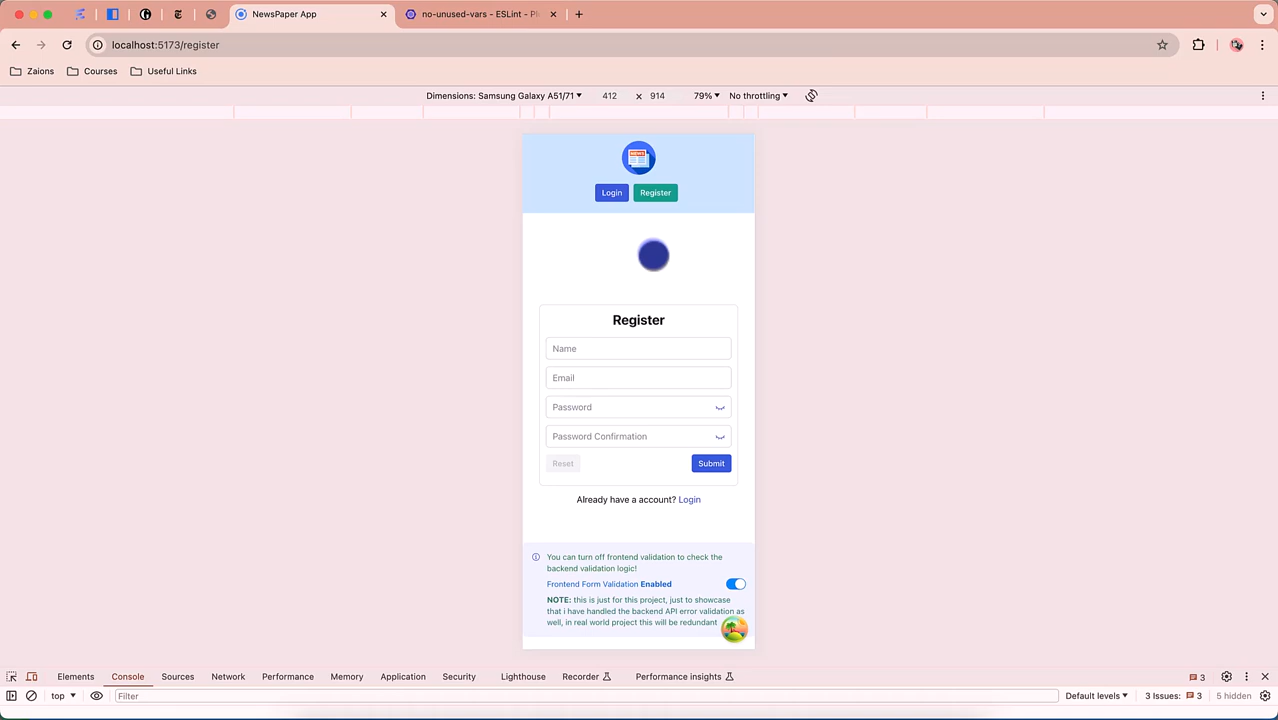 NewsPaper App
no-unused-vars - ESLint - Pl
localhost:5173/register
Zaions
Courses
Useful Links
Dimensions: Samsung Galaxy A51/71
412
×
914
79%
No throttling
NEWS
Login
Register
Register
Name
Email
Password
Password Confirmation
Reset
Submit
Already have a account? Login
You can turn off frontend validation to check the
backend validation logic!
Frontend Form Validation Enabled
NOTE: this is just for this project, just to showcase
that i have handled the backend API error validation as
well, in real world project this will be redundant
Elements
Console
Sources
Network
Performance
Memory
Application
Security
Lighthouse
Recorder
Performance insights
3
top
Filter
Default levels
3 Issues:
3
5 hidden